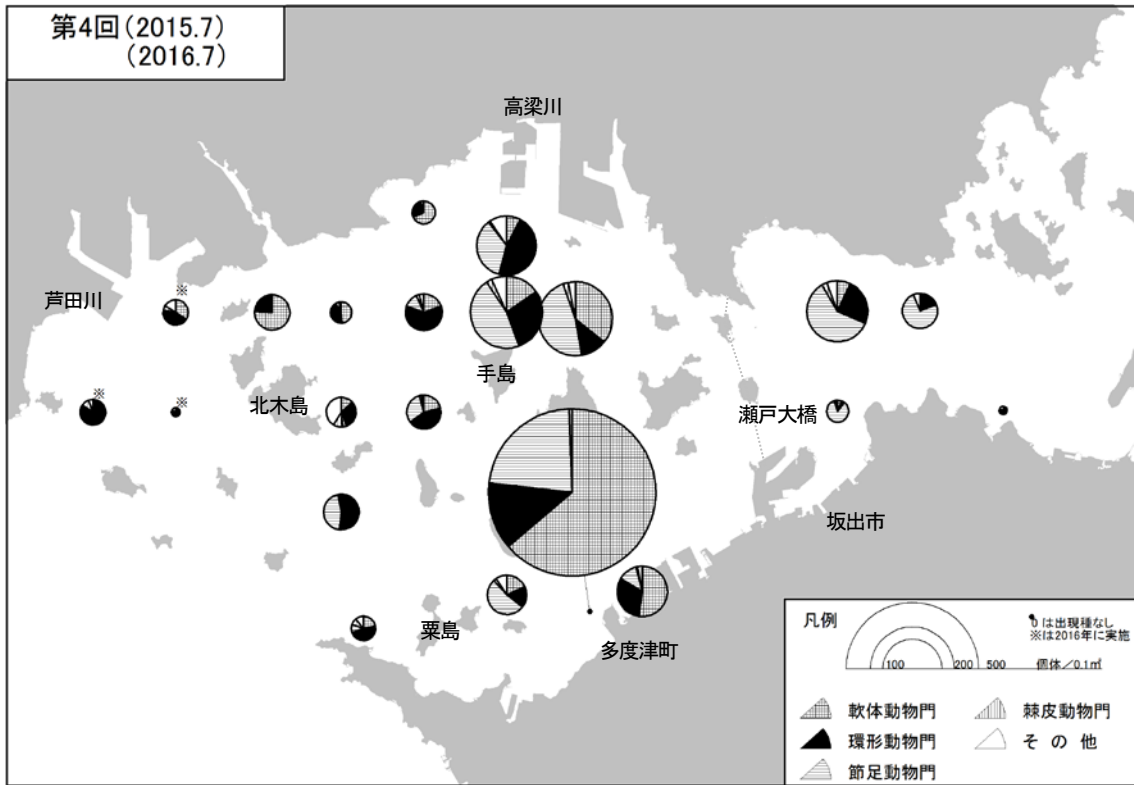 第4回(2015.7)
(2016.7)
高梁川
芦田川
※
手島
※
※
北木島
瀬戸大橋
坂出市
粟島
多度津町
凡例
0 は出現種なし
※は2016年に実施
100
200
500
個体/0.1㎡
軟体動物門
棘皮動物門
環形動物門
その他
節足動物門